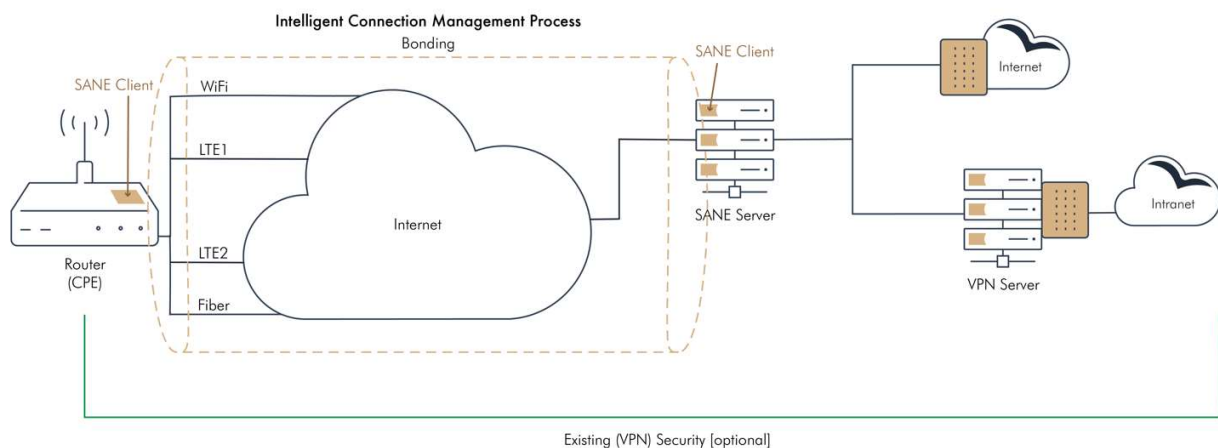 Intelligent Connection Management Process
Bonding
SANE Client
SANE Client
WiFi
LTE1
LTE2
Fiber
Internet
Router
(CPE)
SANE Server
Internet
Intranet
VPN Server
Existing (VPN) Security [optional]